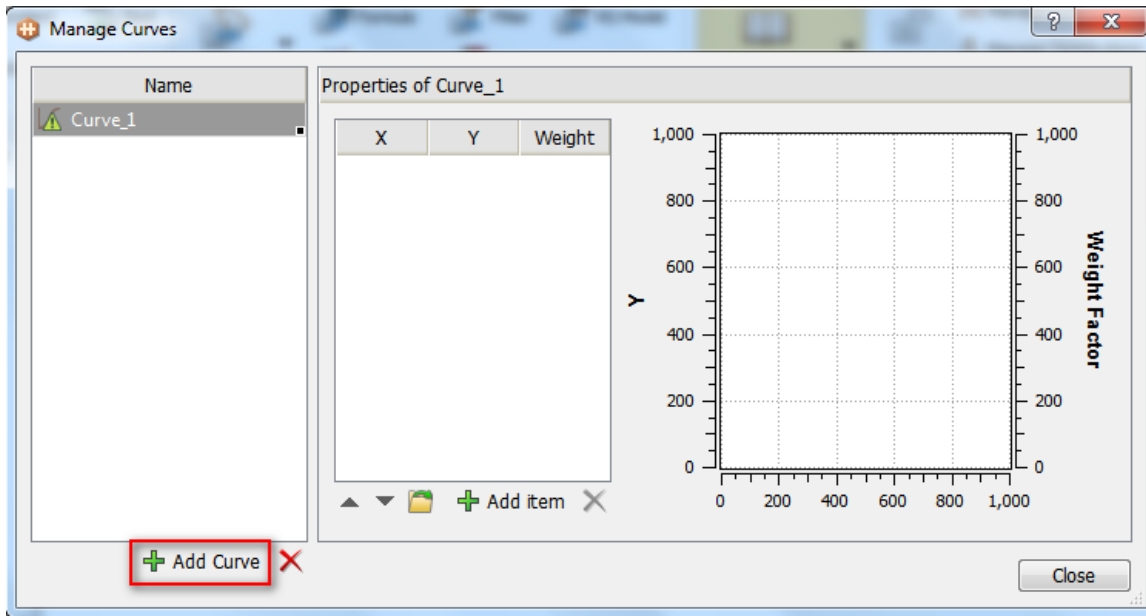 Manage Curves
?
X
Name
Curve_1
Properties of Curve_1
X Y Weight
Add item
Add Curve
Y
1,000
800
600
400
200
0
0 200 400 600 800 1,000
1,000
800
600
400
200
0
Weight Factor
Close